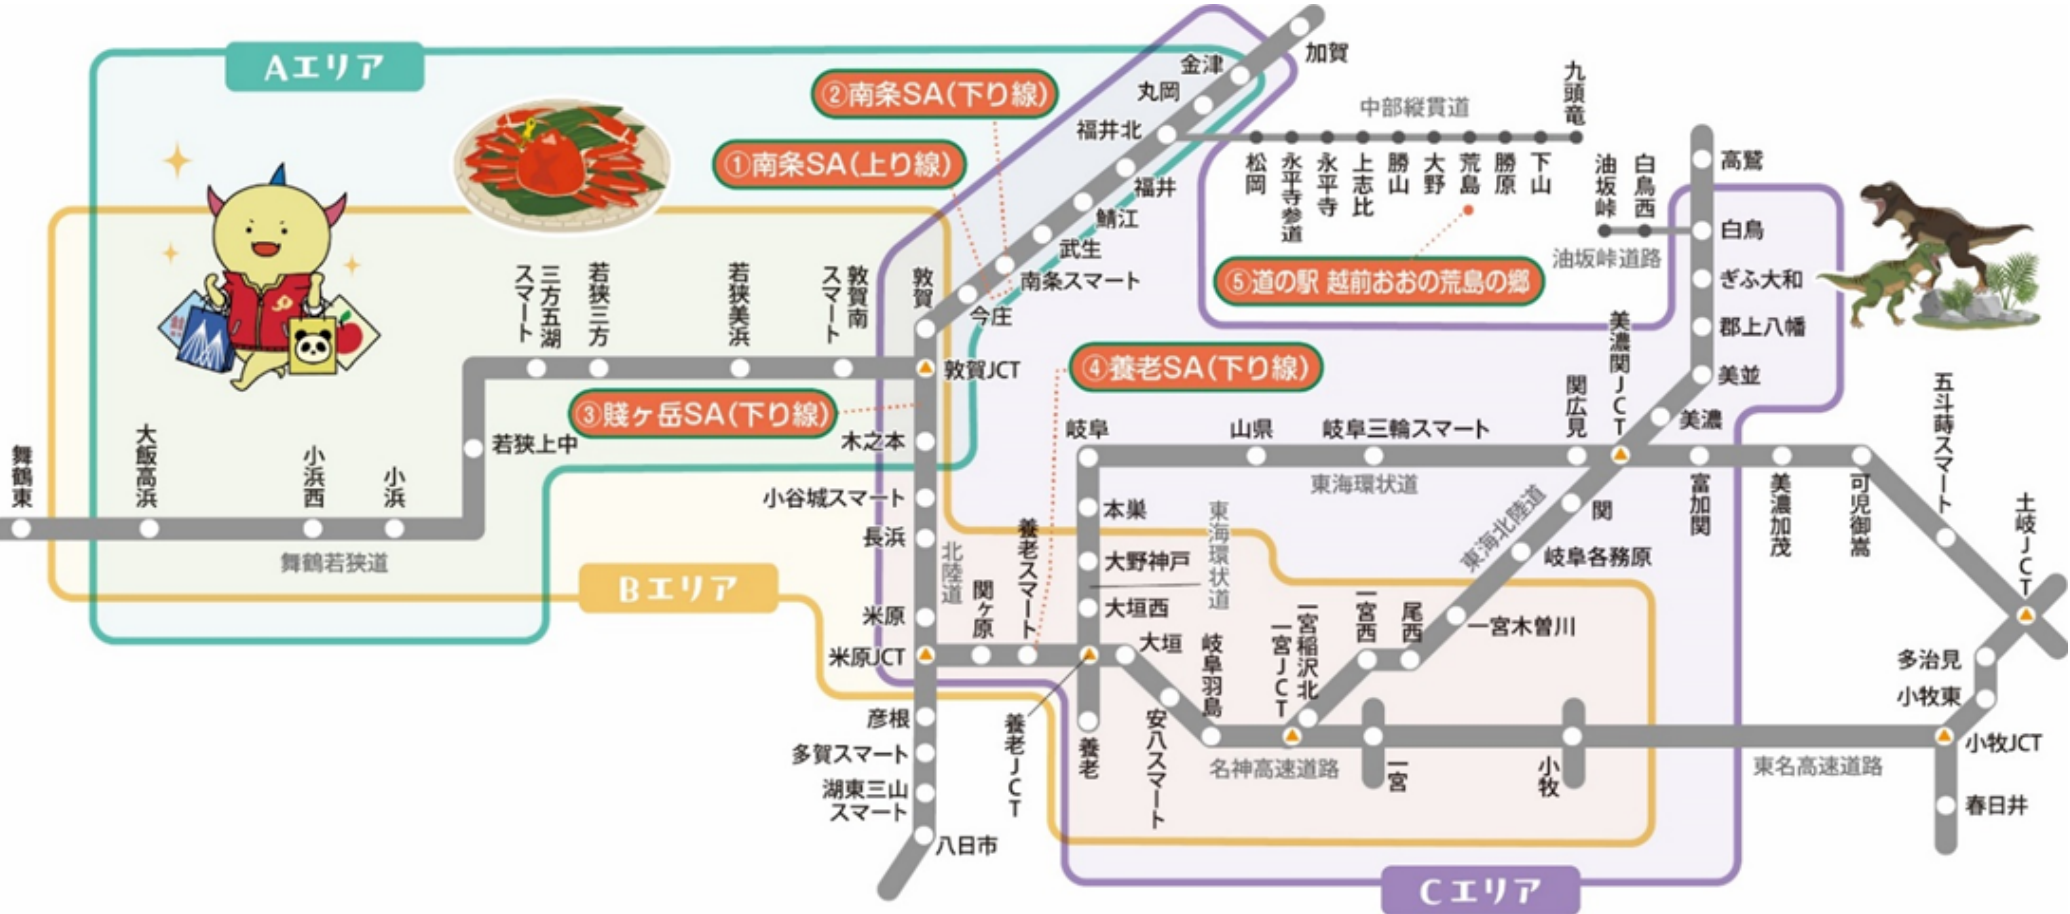 Aエリア
Bエリア
Cエリア
①南条SA(上り線)
②南条SA(下り線)
③賤ヶ岳SA(下り線)
④養老SA(下り線)
⑤道の駅 越前おおの荒島の郷
加賀
金津
丸岡
福井北
福井
鯖江
武生
南条スマート
今庄
敦賀
敦賀JCT
木之本
小谷城スマート
長浜
北陸道
米原
米原JCT
彦根
多賀スマート
湖東三山
スマート
八日市
舞鶴東
大飯高浜
小浜西
小浜
舞鶴若狭道
若狭上中
三方五湖
スマート
若狭三方
若狭美浜
敦賀南
スマート
中部縦貫道
松岡
永平寺参道
永平寺
上志比
勝山
大野
荒島
勝原
下山
九頭竜
油坂峠
白鳥西
油坂峠道路
高鷲
白鳥
ぎふ大和
郡上八幡
美並
美濃
美濃関JCT
関
岐阜各務原
東海北陸道
一宮木曽川
尾西
一宮西
一宮稲沢北
一宮JCT
岐阜
山県
岐阜三輪スマート
関広見
東海環状道
富加関
美濃加茂
可児御嵩
五斗蒔スマート
土岐JCT
本巣
大野神戸
大垣西
東海環状道
関ヶ原
養老スマート
養老JCT
養老
大垣
安八スマート
岐阜羽島
名神高速道路
一宮
小牧
東名高速道路
多治見
小牧東
小牧JCT
春日井